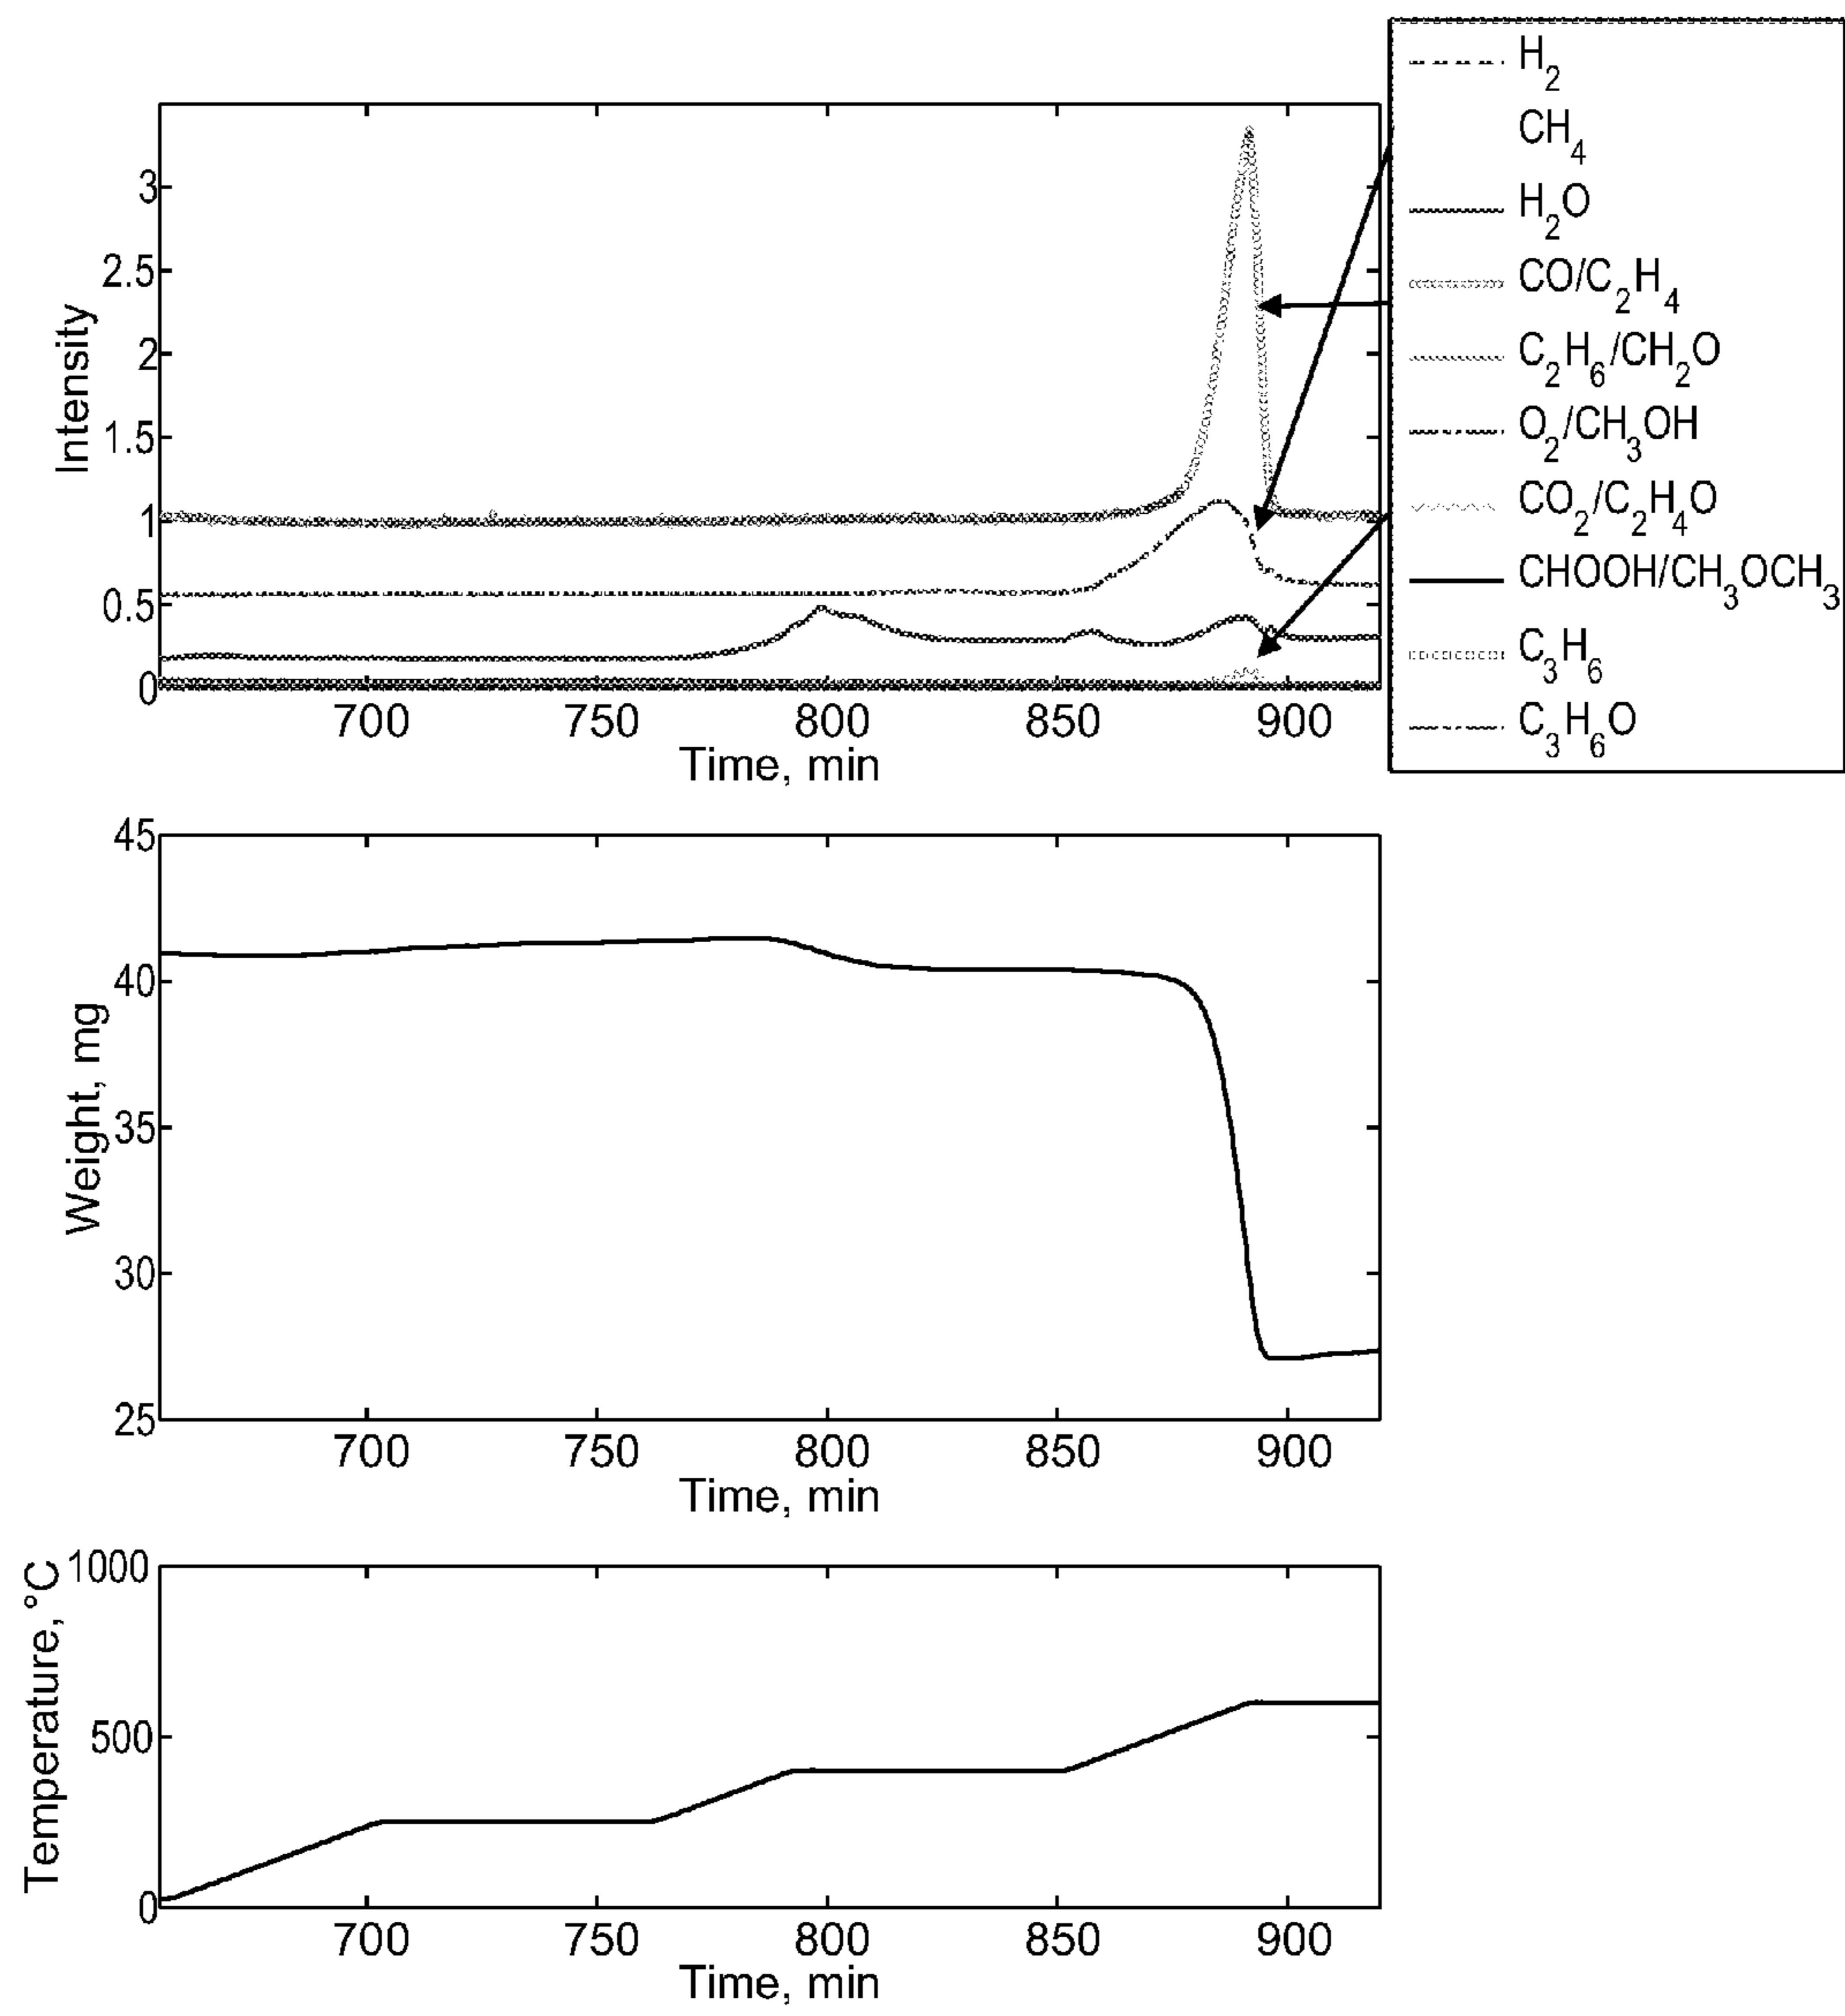 H2
CH4
H2O
CO/C2H4
C2H6/CH2O
O2/CH3OH
CO2/C2H4O
CHOOH/CH3OCH3
C3H6
C3H6O
Intensity
3
2.5
2
1.5
1
0.5
0
700 750 800 850 900
Time, min
Weight, mg
45
40
35
30
25
700 750 800 850 900
Time, min
Temperature, °C
1000
500
0
700 750 800 850 900
Time, min